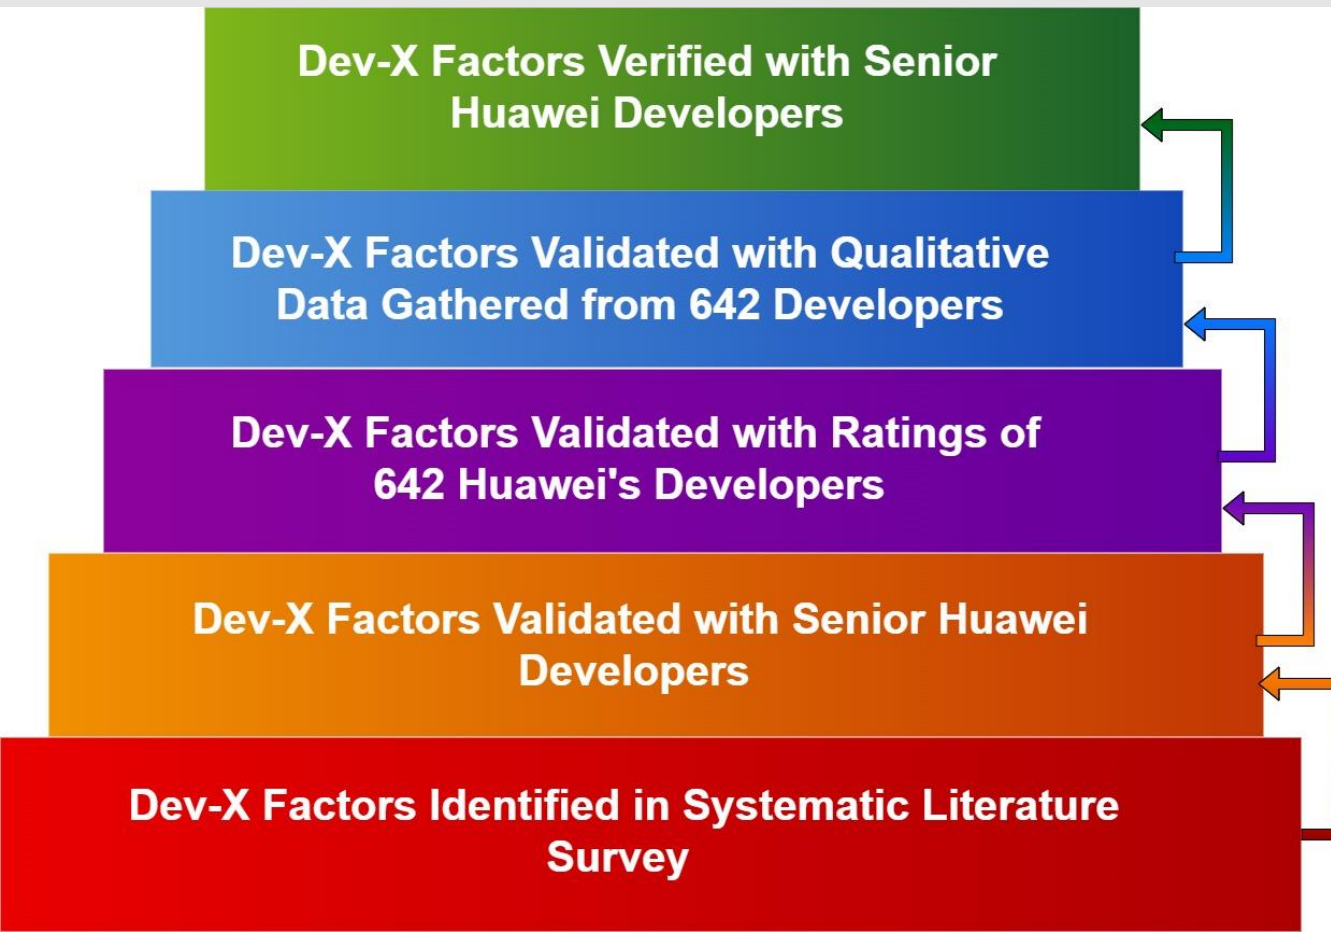 Dev-X Factors Verified with Senior
Huawei Developers
Dev-X Factors Validated with Qualitative
Data Gathered from 642 Developers
Dev-X Factors Validated with Ratings of
642 Huawei's Developers
Dev-X Factors Validated with Senior Huawei
Developers
Dev-X Factors Identified in Systematic Literature
Survey